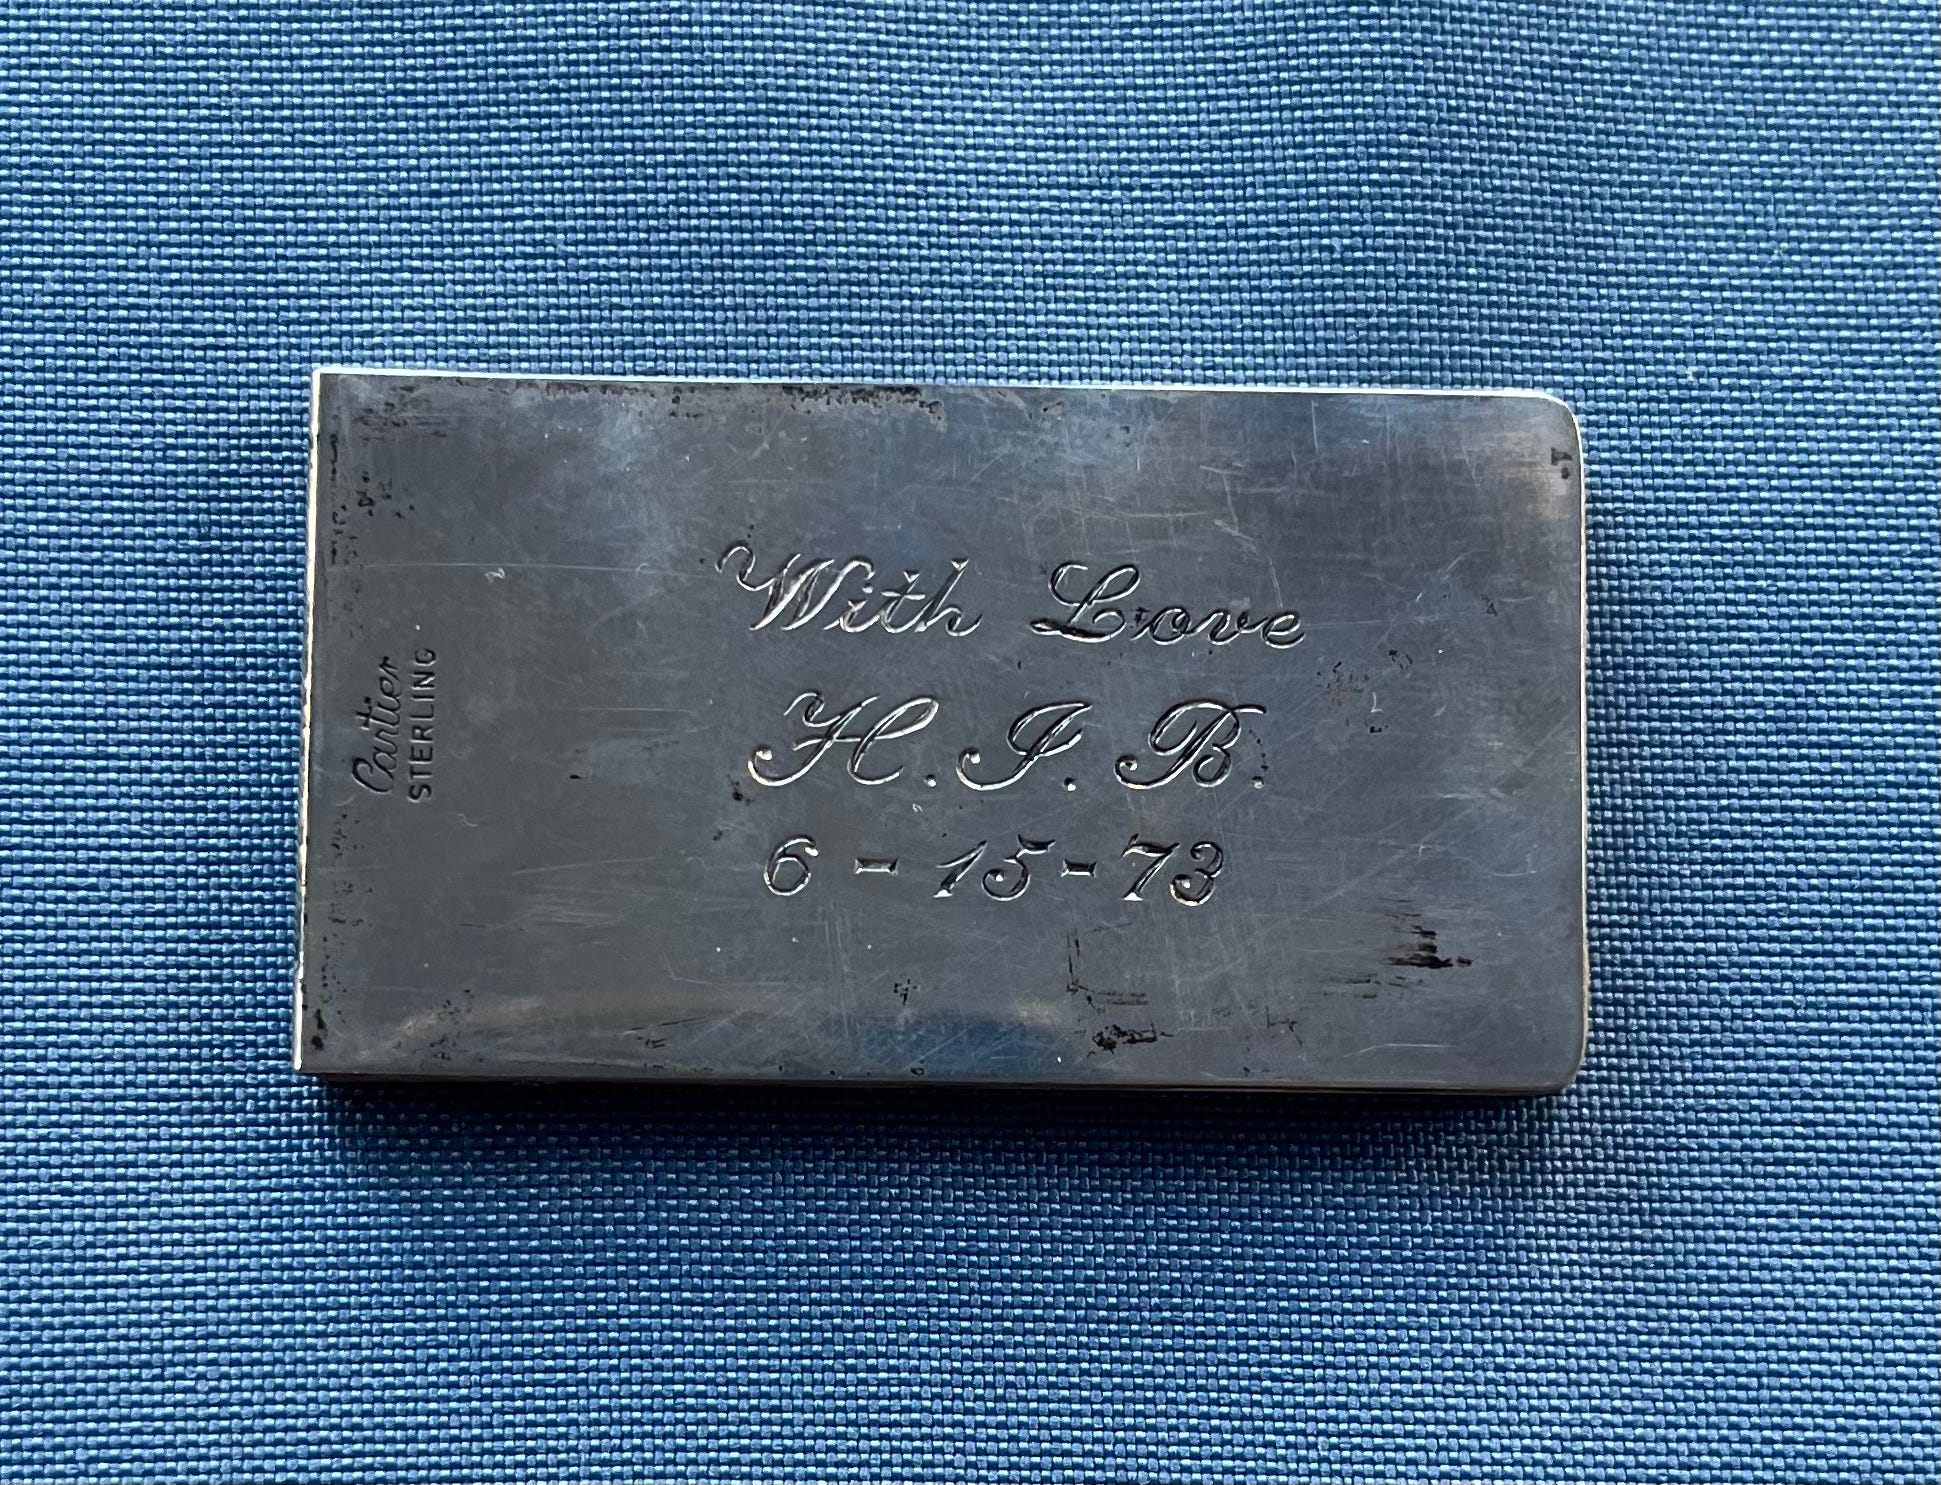 Cartier
STERLING
With Love
H. I. B.
6 - 15 - 73